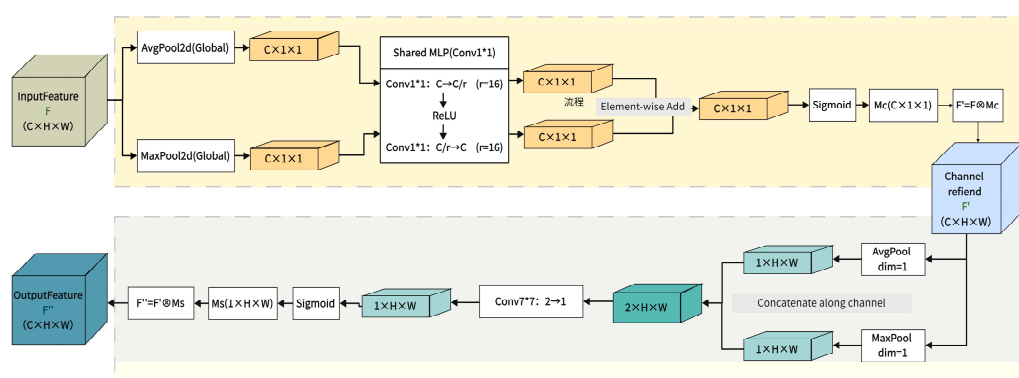 InputFeature
F
(C×H×W)
AvgPool2d(Global)
C×1×1
MaxPool2d(Global)
C×1×1
Shared MLP(Conv1*1)
Conv1*1: C→C/r (r=16)
ReLU
Conv1*1: C/r→C (r=16)
C×1×1
流程
C×1×1
Element-wise Add
C×1×1
Sigmoid
Mc(C×1×1)
F'=F⊗Mc
Channel
refiend
F'
(C×H×W)
AvgPool
dim=1
1×H×W
MaxPool
dim=1
1×H×W
Concatenate along channel
2×H×W
Conv7*7: 2→1
1×H×W
Sigmoid
Ms(1×H×W)
F''=F'⊗Ms
OutputFeature
F''
(C×H×W)